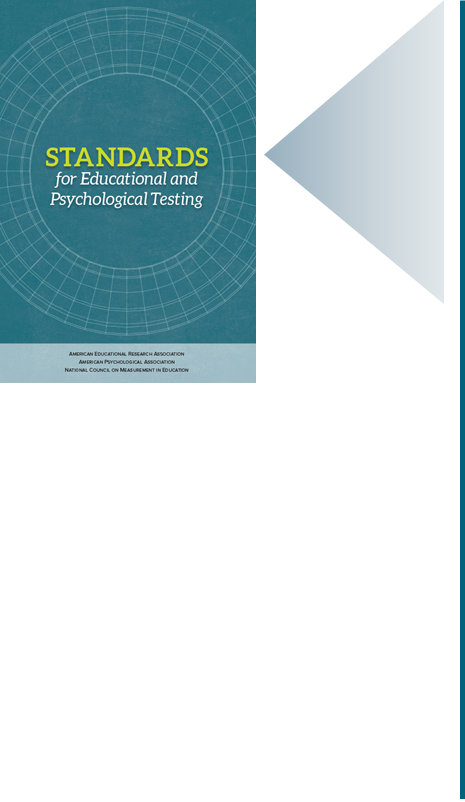 STANDARDS
for Educational and
Psychological Testing
American Educational Research Association
American Psychological Association
National Council on Measurement in Education